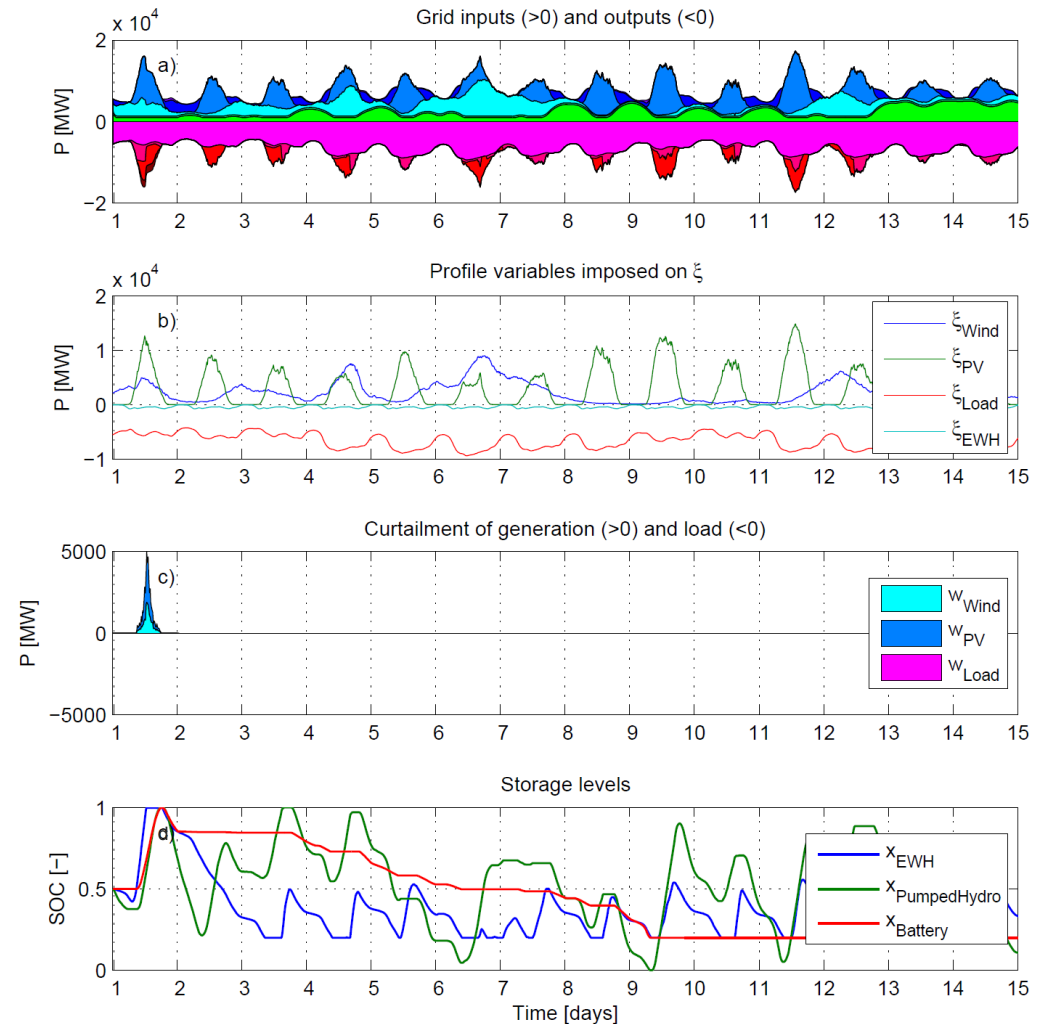 Grid inputs (>0) and outputs (<0)
x 10⁴
2
a)
0
−2
P [MW]
1 2 3 4 5 6 7 8 9 10 11 12 13 14 15
Profile variables imposed on ξ
x 10⁴
2
b)
1
0
−1
P [MW]
ξWind
ξPV
ξLoad
ξEWH
1 2 3 4 5 6 7 8 9 10 11 12 13 14 15
Curtailment of generation (>0) and load (<0)
5000
c)
0
−5000
P [MW]
wWind
wPV
wLoad
1 2 3 4 5 6 7 8 9 10 11 12 13 14 15
Storage levels
1
d)
0.5
0
SOC [−]
xEWH
xPumpedHydro
xBattery
1 2 3 4 5 6 7 8 9 10 11 12 13 14 15
Time [days]